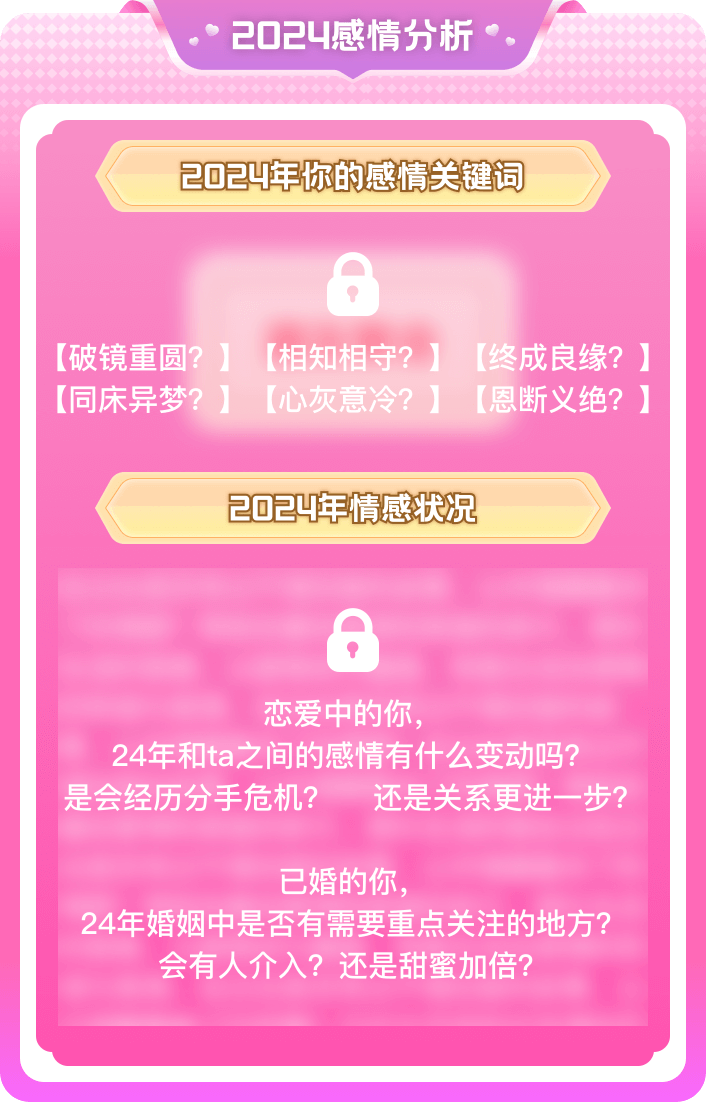 2024感情分析
2024年你的感情关键词
【破镜重圆？】【相知相守？】【终成良缘？】
【同床异梦？】【心灰意冷？】【恩断义绝？】
2024年情感状况
恋爱中的你，
24年和ta之间的感情有什么变动吗？
是会经历分手危机？ 还是关系更进一步？
已婚的你，
24年婚姻中是否有需要重点关注的地方？
会有人介入？还是甜蜜加倍？